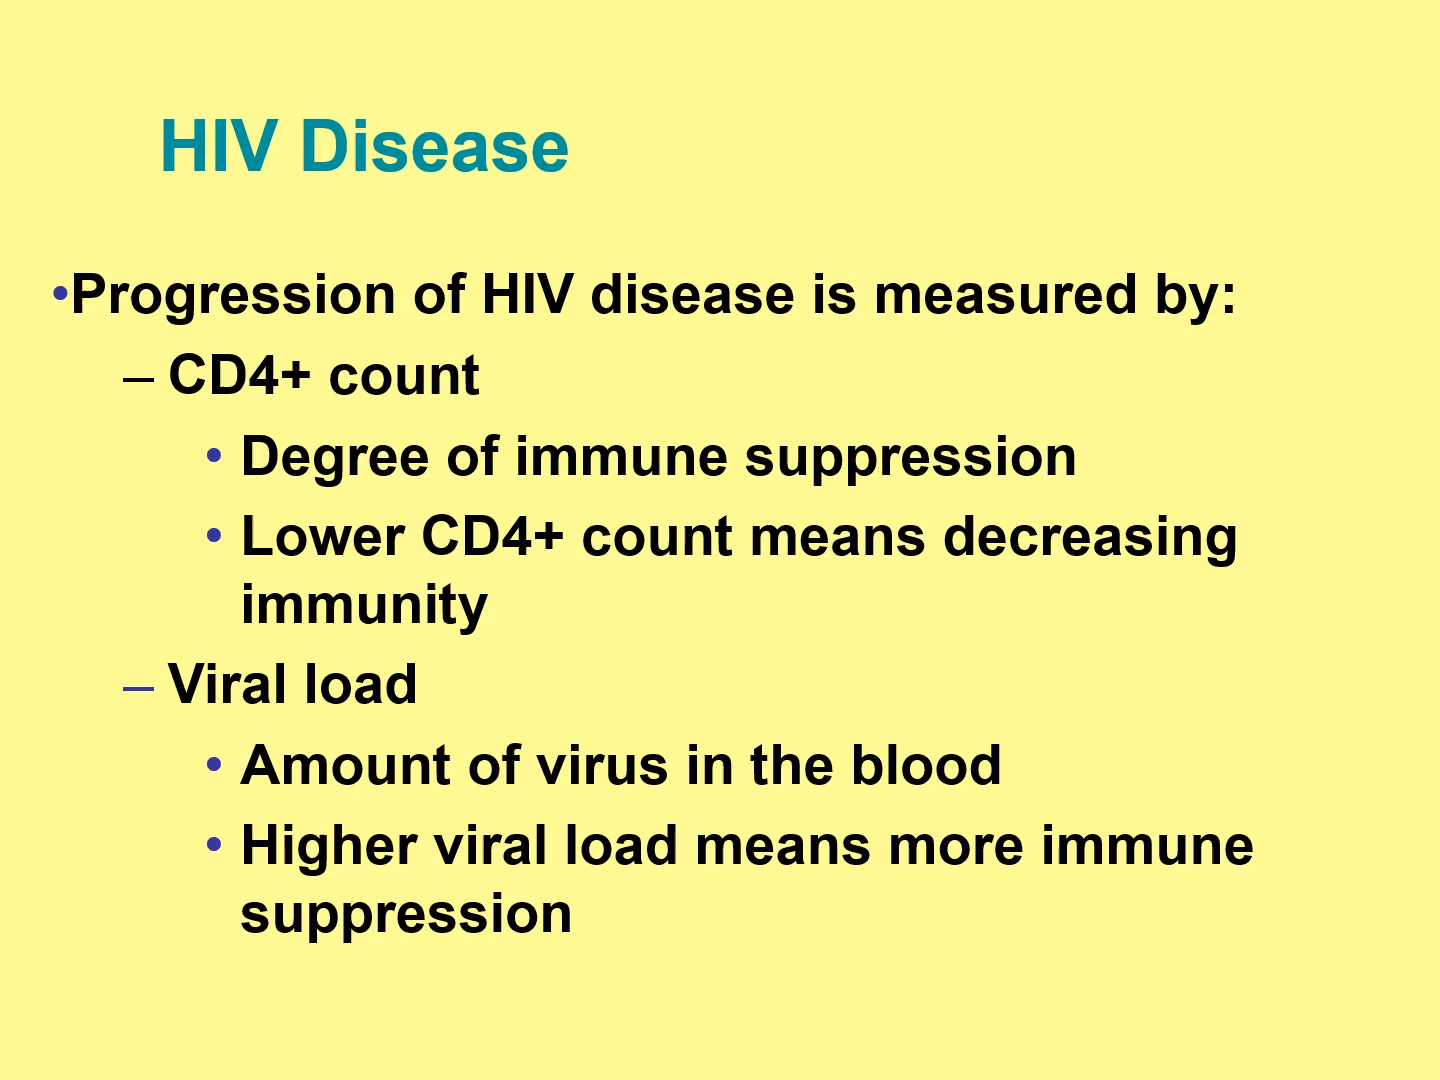 HIV Disease
•Progression of HIV disease is measured by:
– CD4+ count
• Degree of immune suppression
• Lower CD4+ count means decreasing
immunity
– Viral load
• Amount of virus in the blood
• Higher viral load means more immune
suppression